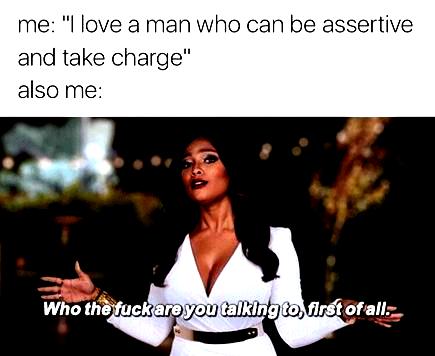 me: "I love a man who can be assertive
and take charge"
also me:
Who the fuck are you talking to, first of all.